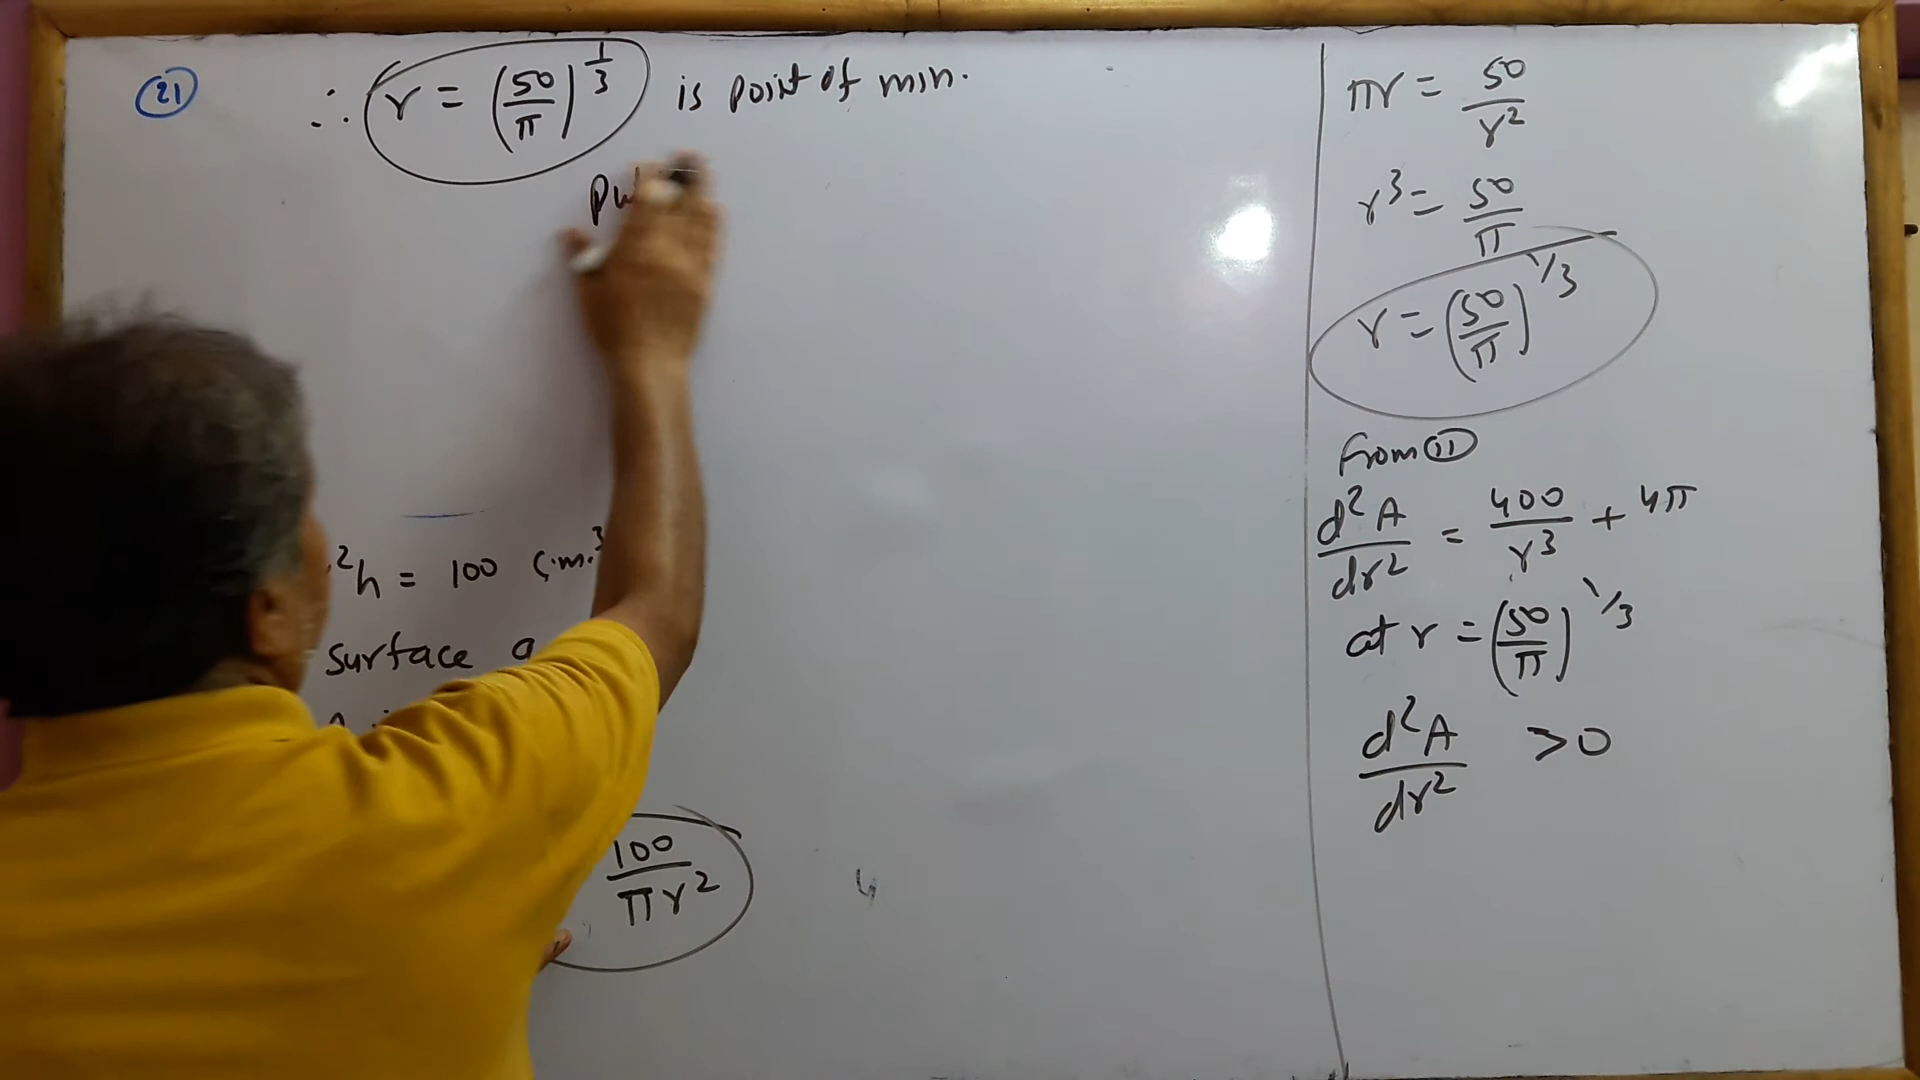 (21) ∴ r = (50/π)^1/3 is point of min.
²h = 100 c.m.³
surface a
100/πr²
πr = 50/r²
r³ = 50/π
r = (50/π)^1/3
From (II)
d²A/dr² = 400/r³ + 4π
at r = (50/π)^1/3
d²A/dr² > 0